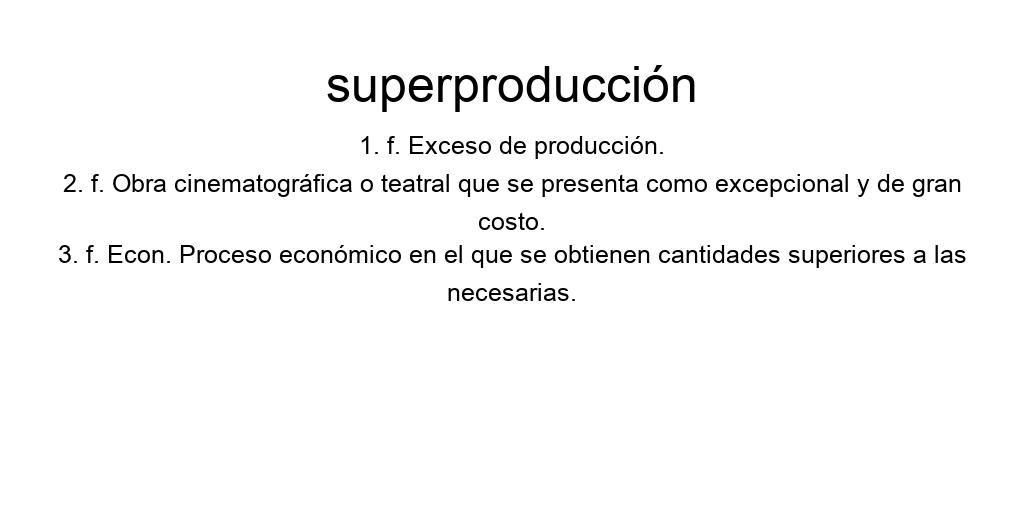 superproducción
1. f. Exceso de producción.
2. f. Obra cinematográfica o teatral que se presenta como excepcional y de gran
costo.
3. f. Econ. Proceso económico en el que se obtienen cantidades superiores a las
necesarias.